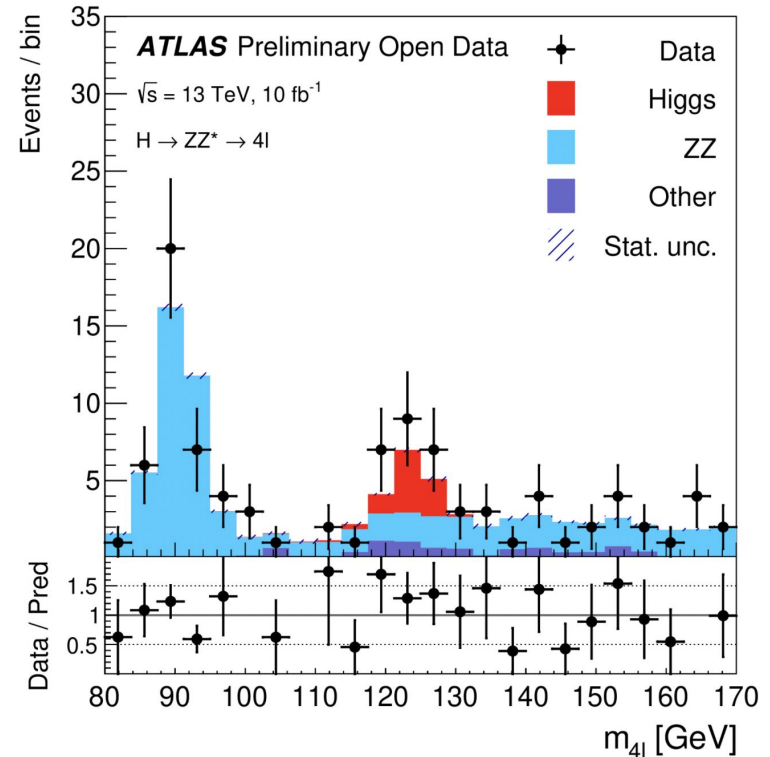 Events / bin
35
30
25
20
15
10
5
ATLAS Preliminary Open Data
√s = 13 TeV, 10 fb⁻¹
H → ZZ* → 4l
Data
Higgs
ZZ
Other
Stat. unc.
Data / Pred
1.5
1
0.5
80 90 100 110 120 130 140 150 160 170
m₄ₗ [GeV]